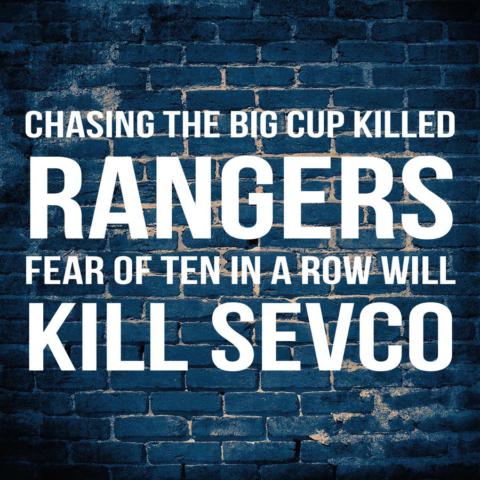 CHASING THE BIG CUP KILLED
RANGERS
FEAR OF TEN IN A ROW WILL
KILL SEVCO